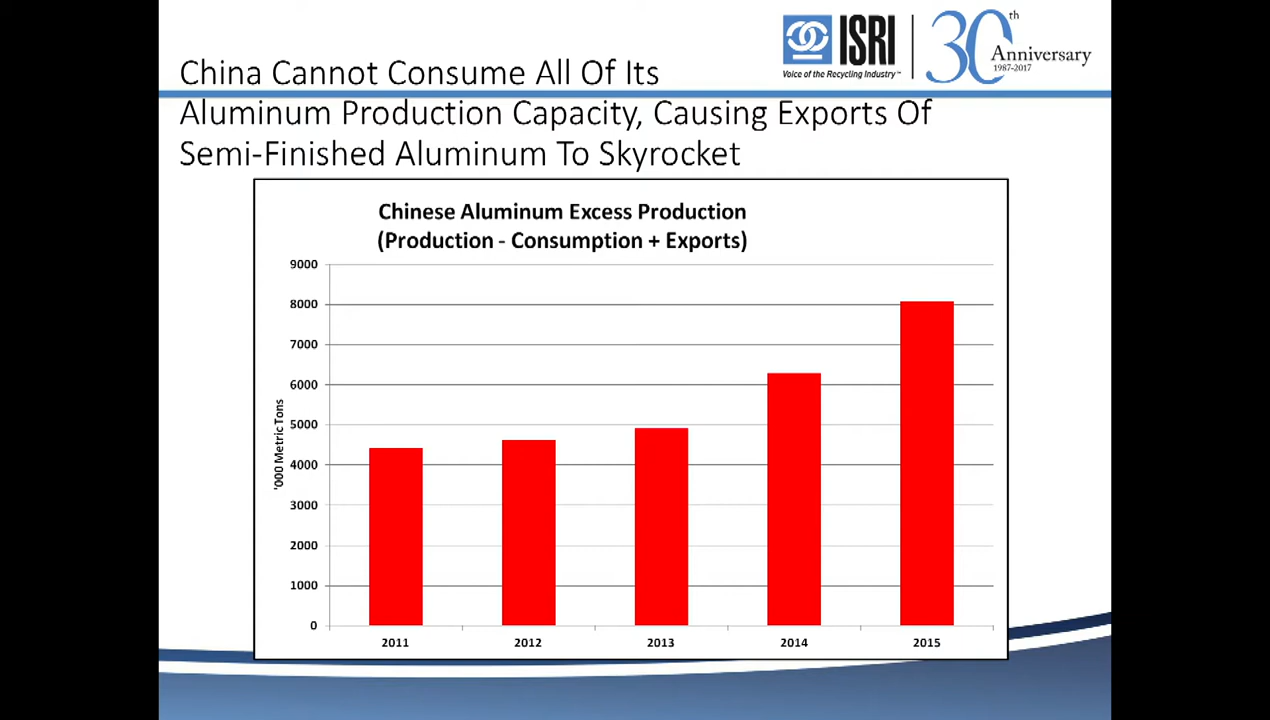 ISRI
Voice of the Recycling Industry™
30th
Anniversary
1987-2017
China Cannot Consume All Of Its
Aluminum Production Capacity, Causing Exports Of
Semi-Finished Aluminum To Skyrocket
Chinese Aluminum Excess Production
(Production - Consumption + Exports)
'000 Metric Tons
9000
8000
7000
6000
5000
4000
3000
2000
1000
0
2011 2012 2013 2014 2015